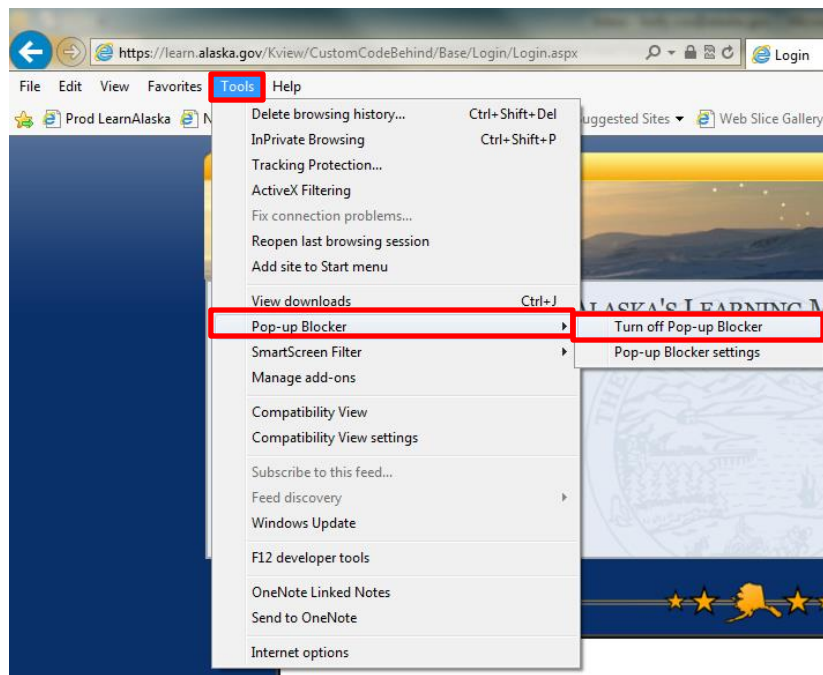 https://learn.alaska.gov/Kview/CustomCodeBehind/Base/Login/Login.aspx
Login
File Edit View Favorites Tools Help
Prod LearnAlaska
uggested Sites Web Slice Gallery
Delete browsing history... Ctrl+Shift+Del
InPrivate Browsing Ctrl+Shift+P
Tracking Protection...
ActiveX Filtering
Fix connection problems...
Reopen last browsing session
Add site to Start menu
View downloads Ctrl+J
ALASKA'S LEARNING M
Pop-up Blocker
Turn off Pop-up Blocker
SmartScreen Filter
Pop-up Blocker settings
Manage add-ons
Compatibility View
Compatibility View settings
Subscribe to this feed...
Feed discovery
Windows Update
F12 developer tools
OneNote Linked Notes
Send to OneNote
Internet options